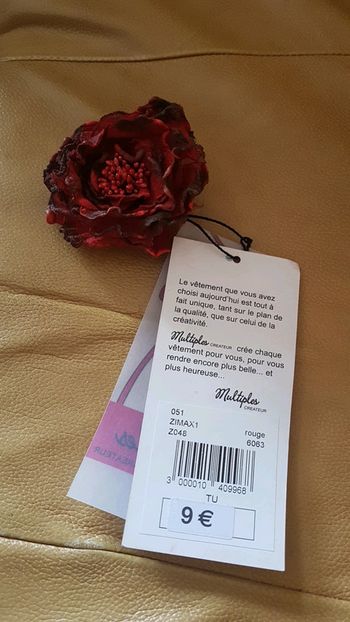 Le vêtement que vous avez
choisi aujourd'hui est tout à
fait unique, tant sur le plan de
la qualité, que sur celui de la
créativité.
Multiples CREATEUR crée chaque
vêtement pour vous, pour vous
rendre encore plus belle... et
plus heureuse...
Multiples
CREATEUR
051
ZIMAX1 rouge
Z048 6063
3 000010 409968
TU
9 €